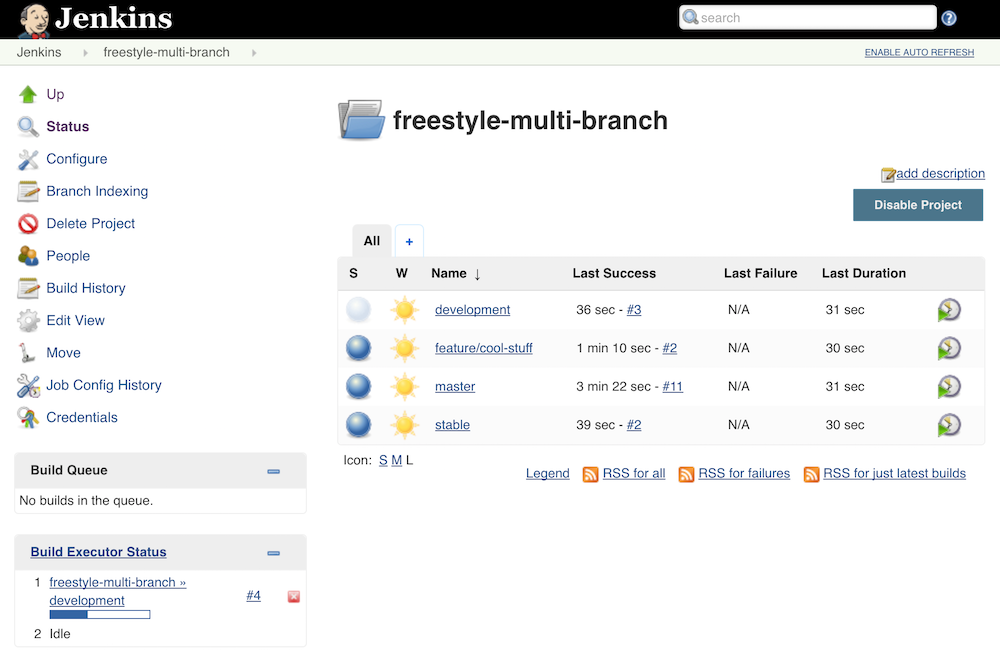 Jenkins
search
Jenkins freestyle-multi-branch ENABLE AUTO REFRESH
Up
Status
Configure
Branch Indexing
Delete Project
People
Build History
Edit View
Move
Job Config History
Credentials
Build Queue
No builds in the queue.
Build Executor Status
1 freestyle-multi-branch »
development #4
2 Idle
freestyle-multi-branch
add description
Disable Project
All +
S W Name ↓ Last Success Last Failure Last Duration
development 36 sec - #3 N/A 31 sec
feature/cool-stuff 1 min 10 sec - #2 N/A 30 sec
master 3 min 22 sec - #11 N/A 31 sec
stable 39 sec - #2 N/A 30 sec
Icon: S M L
Legend RSS for all RSS for failures RSS for just latest builds